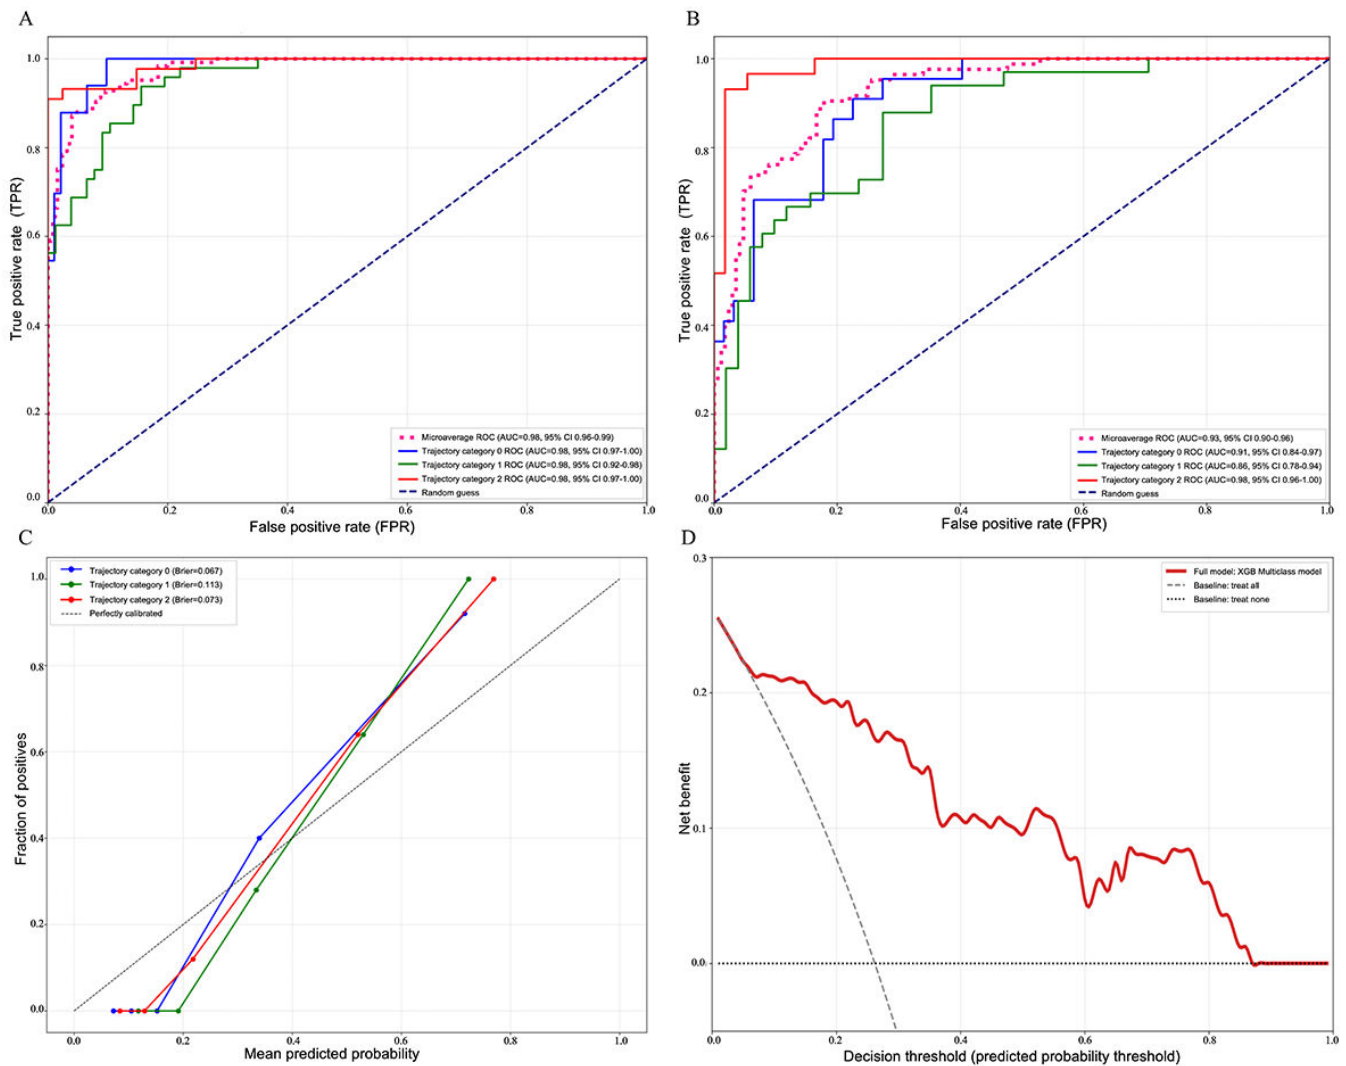 A
True positive rate (TPR)
1.0
0.8
0.6
0.4
0.2
0.0
Microaverage ROC (AUC=0.98, 95% CI 0.96-0.99)
Trajectory category 0 ROC (AUC=0.98, 95% CI 0.97-1.00)
Trajectory category 1 ROC (AUC=0.98, 95% CI 0.92-0.98)
Trajectory category 2 ROC (AUC=0.98, 95% CI 0.97-1.00)
Random guess
0.0 0.2 0.4 0.6 0.8 1.0
False positive rate (FPR)
B
True positive rate (TPR)
1.0
0.8
0.6
0.4
0.2
0.0
Microaverage ROC (AUC=0.93, 95% CI 0.90-0.96)
Trajectory category 0 ROC (AUC=0.91, 95% CI 0.84-0.97)
Trajectory category 1 ROC (AUC=0.86, 95% CI 0.78-0.94)
Trajectory category 2 ROC (AUC=0.98, 95% CI 0.96-1.00)
Random guess
0.0 0.2 0.4 0.6 0.8 1.0
False positive rate (FPR)
C
Trajectory category 0 (Brier=0.067)
Trajectory category 1 (Brier=0.113)
Trajectory category 2 (Brier=0.073)
Perfectly calibrated
Fraction of positives
1.0
0.8
0.6
0.4
0.2
0.0
0.0 0.2 0.4 0.6 0.8 1.0
Mean predicted probability
D
Full model: XGB Multiclass model
Baseline: treat all
Baseline: treat none
Net benefit
0.3
0.2
0.1
0.0
0.0 0.2 0.4 0.6 0.8 1.0
Decision threshold (predicted probability threshold)